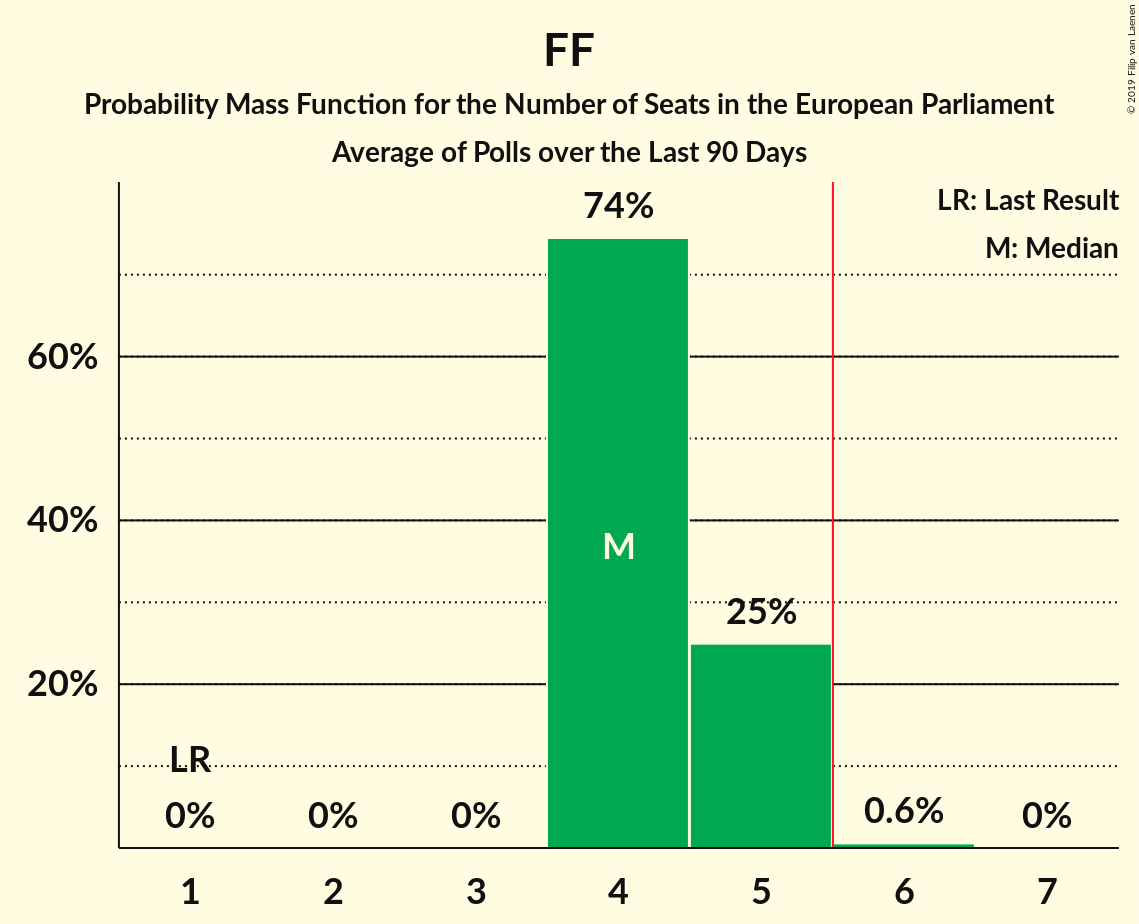 FF
Probability Mass Function for the Number of Seats in the European Parliament
Average of Polls over the Last 90 Days
© 2019 Filip van Laenen
LR: Last Result
M: Median
74%
60%
40%
M
25%
20%
LR
0%
0%
0%
0.6%
0%
1
2
3
4
5
6
7